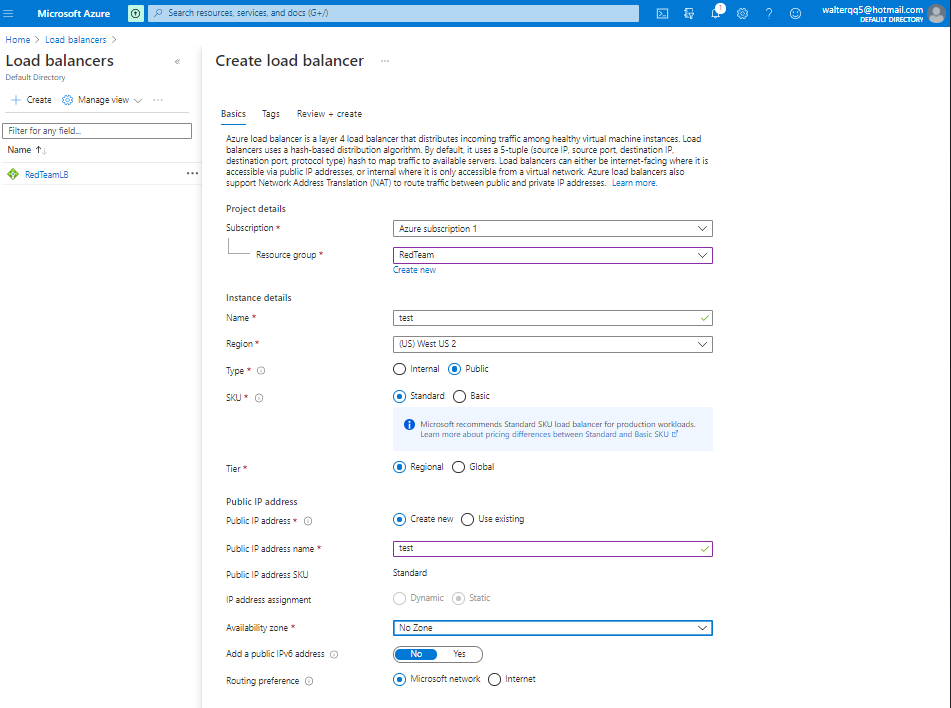 Microsoft Azure
Search resources, services, and docs (G+/)
1
walterqq5@hotmail.com
DEFAULT DIRECTORY
Home > Load balancers >
Load balancers
«
Default Directory
+ Create
Manage view
...
Filter for any field...
Name ↑↓
RedTeamLB
...
Create load balancer ...
Basics Tags Review + create
Azure load balancer is a layer 4 load balancer that distributes incoming traffic among healthy virtual machine instances. Load
balancers uses a hash-based distribution algorithm. By default, it uses a 5-tuple (source IP, source port, destination IP,
destination port, protocol type) hash to map traffic to available servers. Load balancers can either be internet-facing where it is
accessible via public IP addresses, or internal where it is only accessible from a virtual network. Azure load balancers also
support Network Address Translation (NAT) to route traffic between public and private IP addresses. Learn more.
Project details
Subscription *
Azure subscription 1
Resource group *
RedTeam
Create new
Instance details
Name *
test
Region *
(US) West US 2
Type *
Internal Public
SKU *
Standard Basic
Microsoft recommends Standard SKU load balancer for production workloads.
Learn more about pricing differences between Standard and Basic SKU
Tier *
Regional Global
Public IP address
Public IP address *
Create new Use existing
Public IP address name *
test
Public IP address SKU
Standard
IP address assignment
Dynamic Static
Availability zone *
No Zone
Add a public IPv6 address
No Yes
Routing preference
Microsoft network Internet